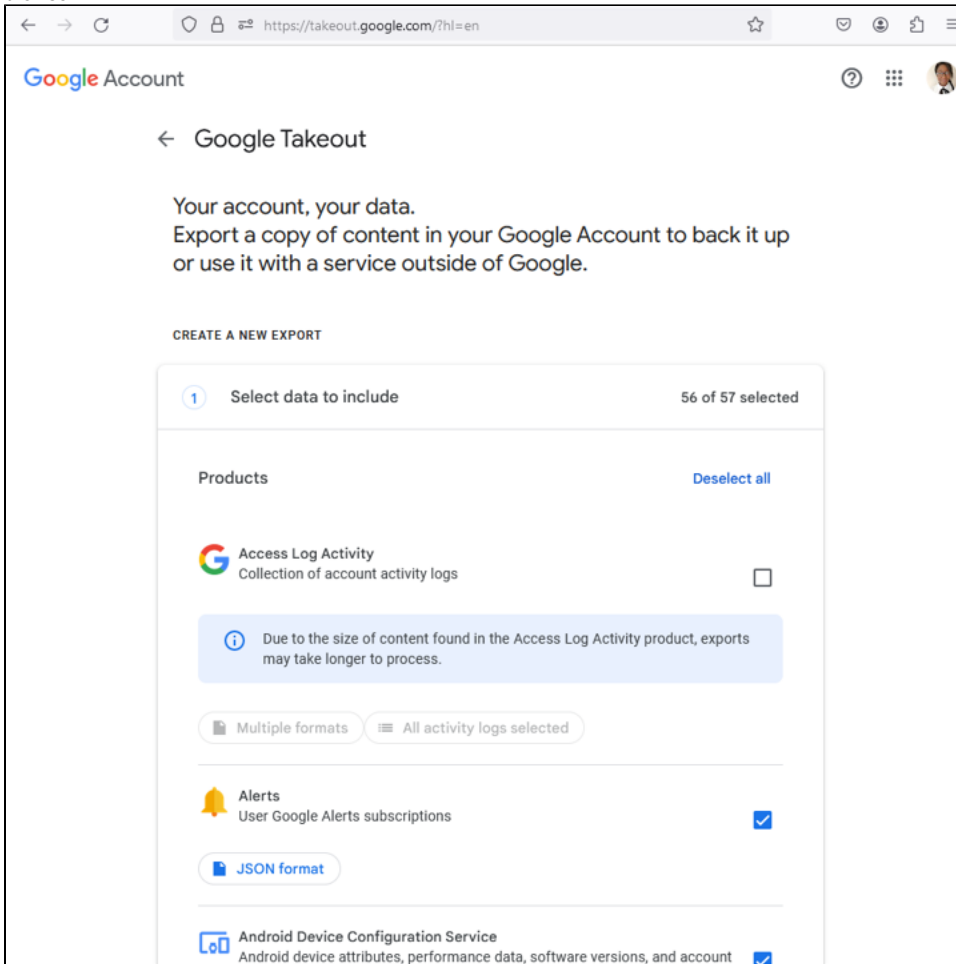 https://takeout.google.com/?hl=en
Google Account
Google Takeout
Your account, your data.
Export a copy of content in your Google Account to back it up
or use it with a service outside of Google.
CREATE A NEW EXPORT
1 Select data to include 56 of 57 selected
Products Deselect all
Access Log Activity
Collection of account activity logs
Due to the size of content found in the Access Log Activity product, exports
may take longer to process.
Multiple formats All activity logs selected
Alerts
User Google Alerts subscriptions
JSON format
Android Device Configuration Service
Android device attributes, performance data, software versions, and account